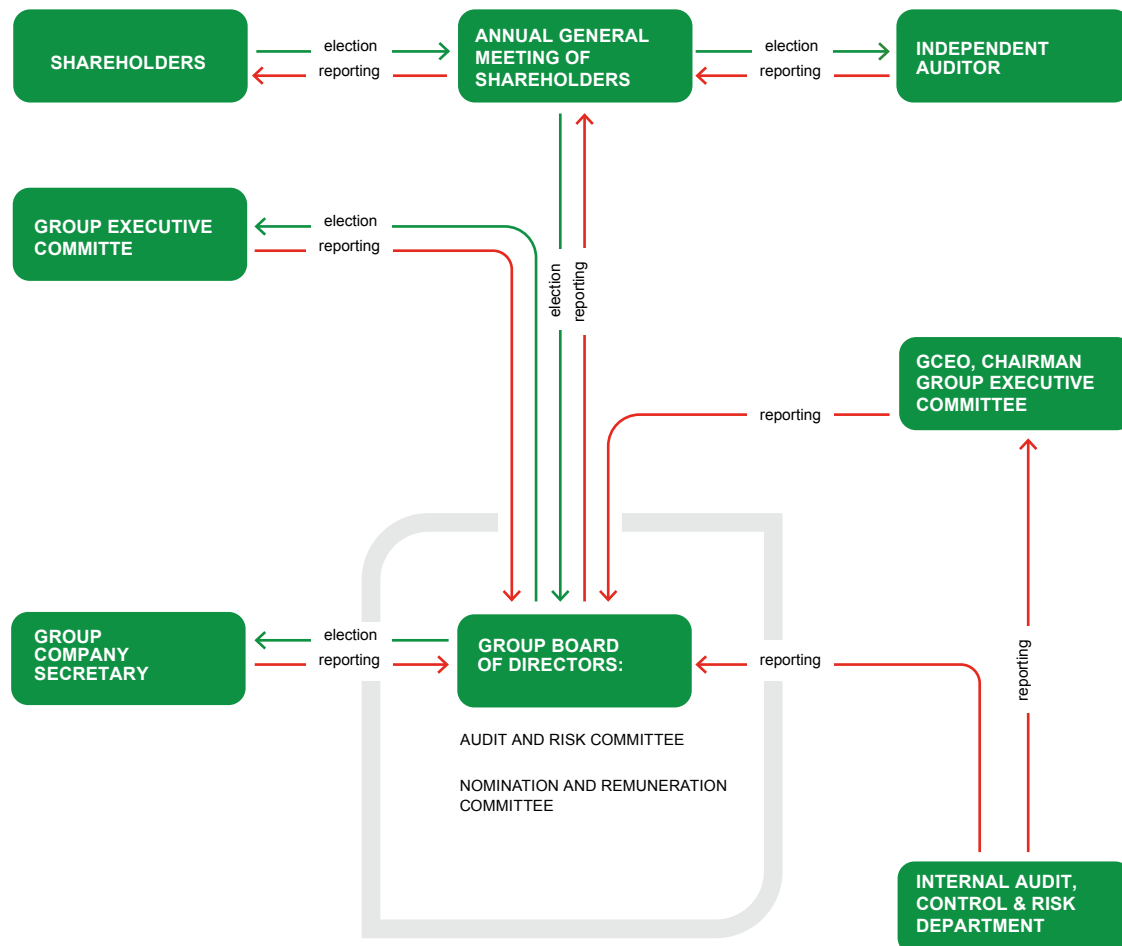 SHAREHOLDERS
election
reporting
ANNUAL GENERAL
MEETING OF
SHAREHOLDERS
election
reporting
INDEPENDENT
AUDITOR
GROUP EXECUTIVE
COMMITTE
election
reporting
election
reporting
GCEO, CHAIRMAN
GROUP EXECUTIVE
COMMITTEE
reporting
GROUP
COMPANY
SECRETARY
election
reporting
GROUP BOARD
OF DIRECTORS:
reporting
reporting
AUDIT AND RISK COMMITTEE
NOMINATION AND REMUNERATION
COMMITTEE
INTERNAL AUDIT,
CONTROL & RISK
DEPARTMENT